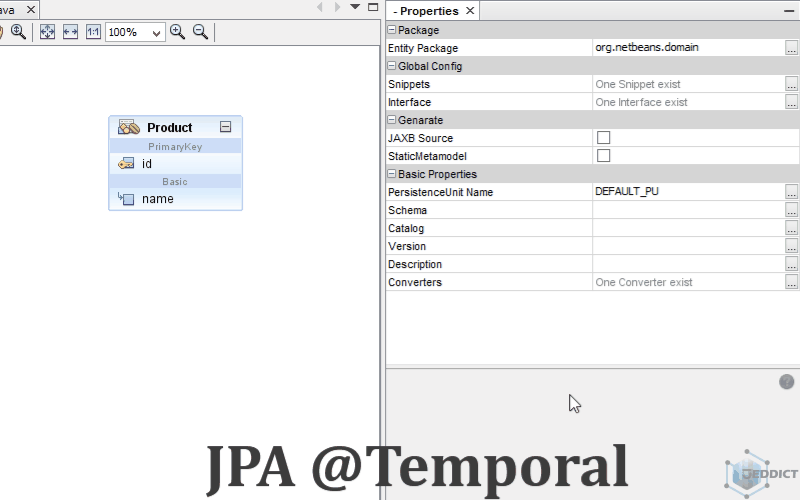 ava
100%
1:1
Product
PrimaryKey
id
Basic
name
- Properties
Package
Entity Package org.netbeans.domain ...
Global Config
Snippets One Snippet exist ...
Interface One Interface exist ...
Genarate
JAXB Source
StaticMetamodel
Basic Properties
PersistenceUnit Name DEFAULT_PU ...
Schema ...
Catalog ...
Version ...
Description ...
Converters One Converter exist ...
?
JPA @Temporal
JEDDICT